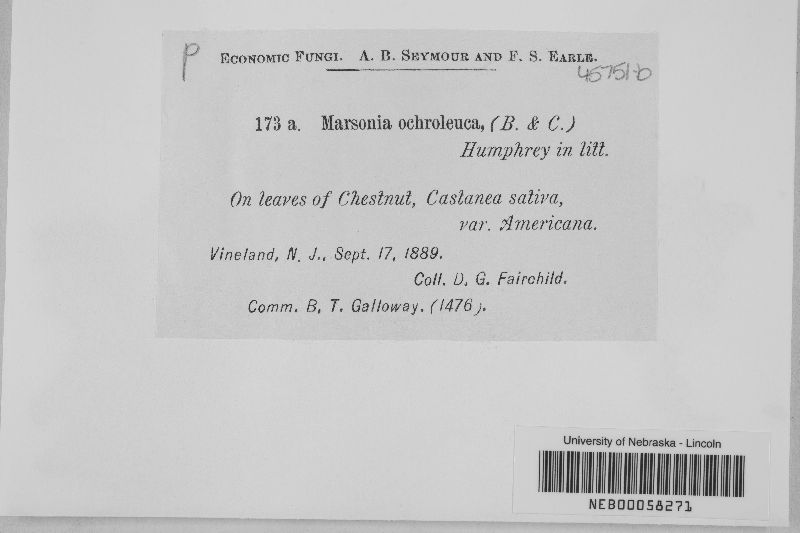 P
Economic Fungi. A. B. Seymour and F. S. Earle.
45751-b
173 a. Marsonia ochroleuca, (B. & C.)
Humphrey in litt.
On leaves of Chestnut, Castanea sativa,
var. Americana.
Vineland, N. J., Sept. 17, 1889.
Coll. D. G. Fairchild.
Comm. B. T. Galloway. (1476).
University of Nebraska - Lincoln
NEB00058271